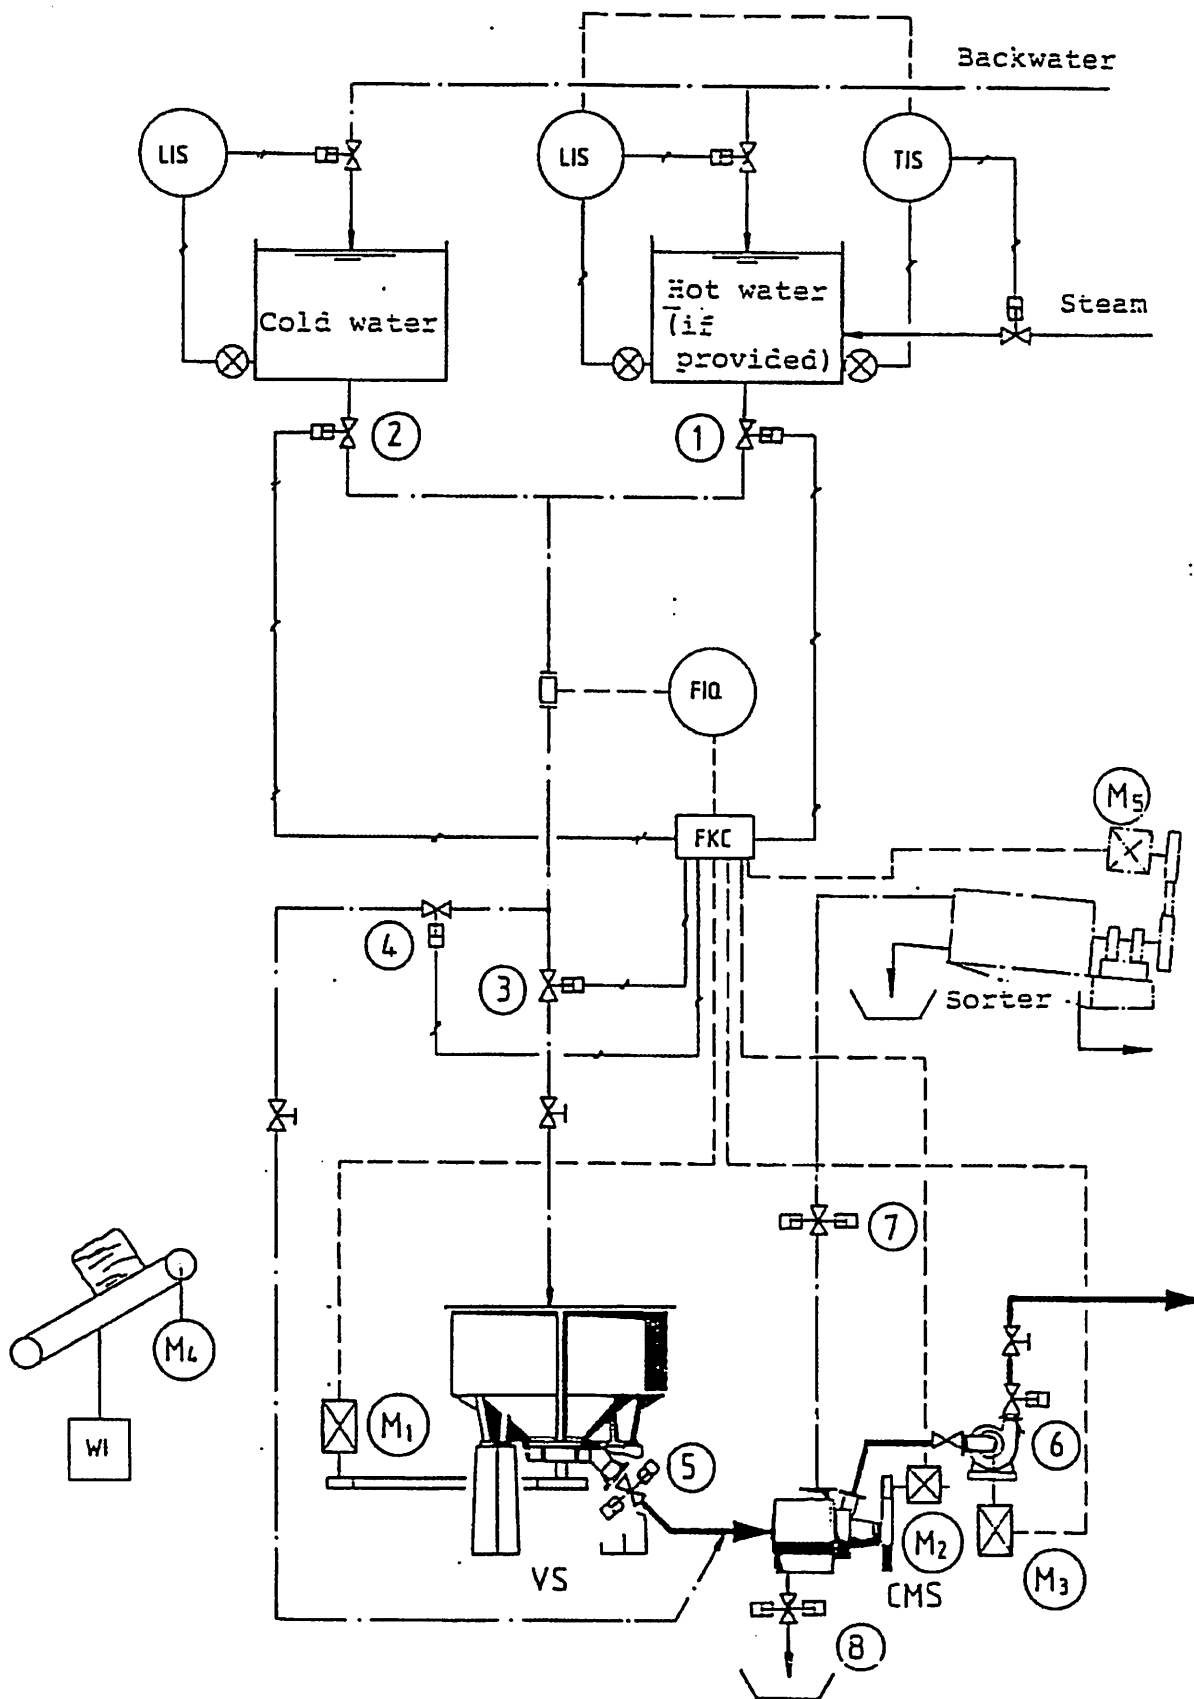 Backwater
LIS
LIS
TIS
Cold water
Hot water
(if
provided)
Steam
2
1
FIQ
FKC
M5
4
3
Sorter
7
M4
WI
M1
5
6
VS
M2
CMS
M3
8